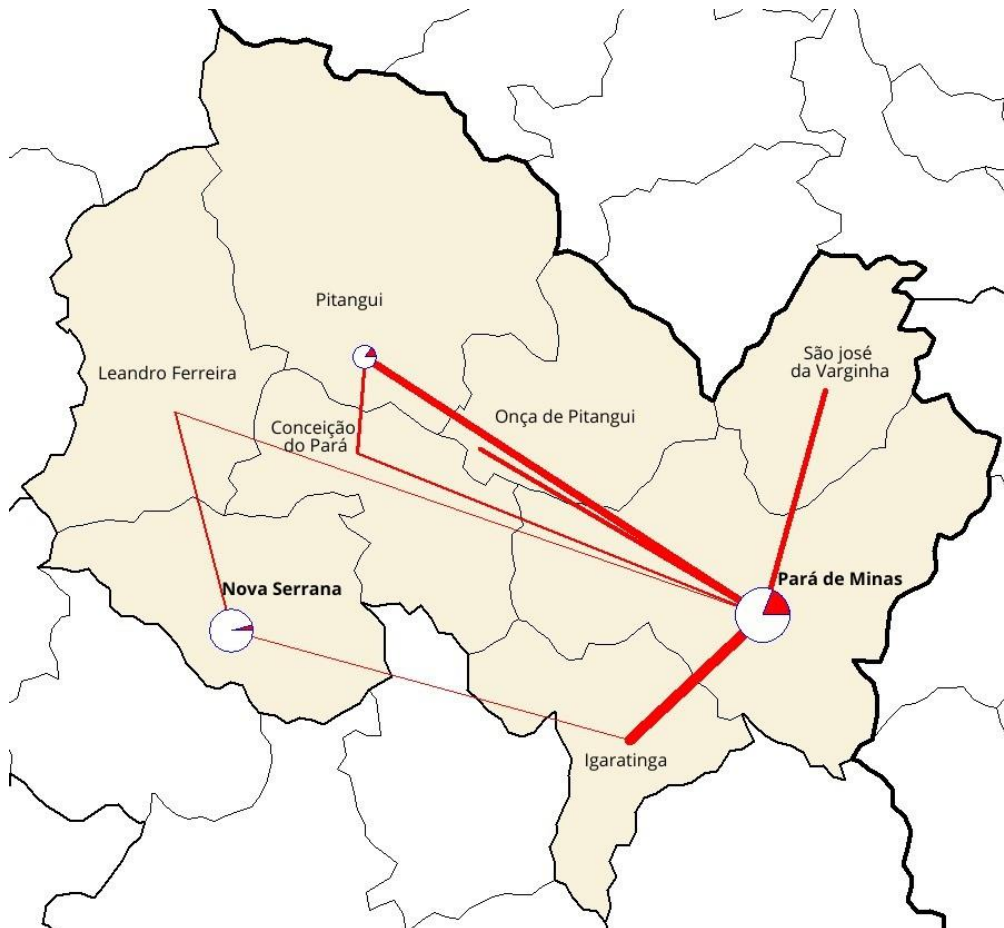 Pitangui
São josé
da Varginha
Leandro Ferreira
Onça de Pitangui
Conceição
do Pará
Pará de Minas
Nova Serrana
Igaratinga